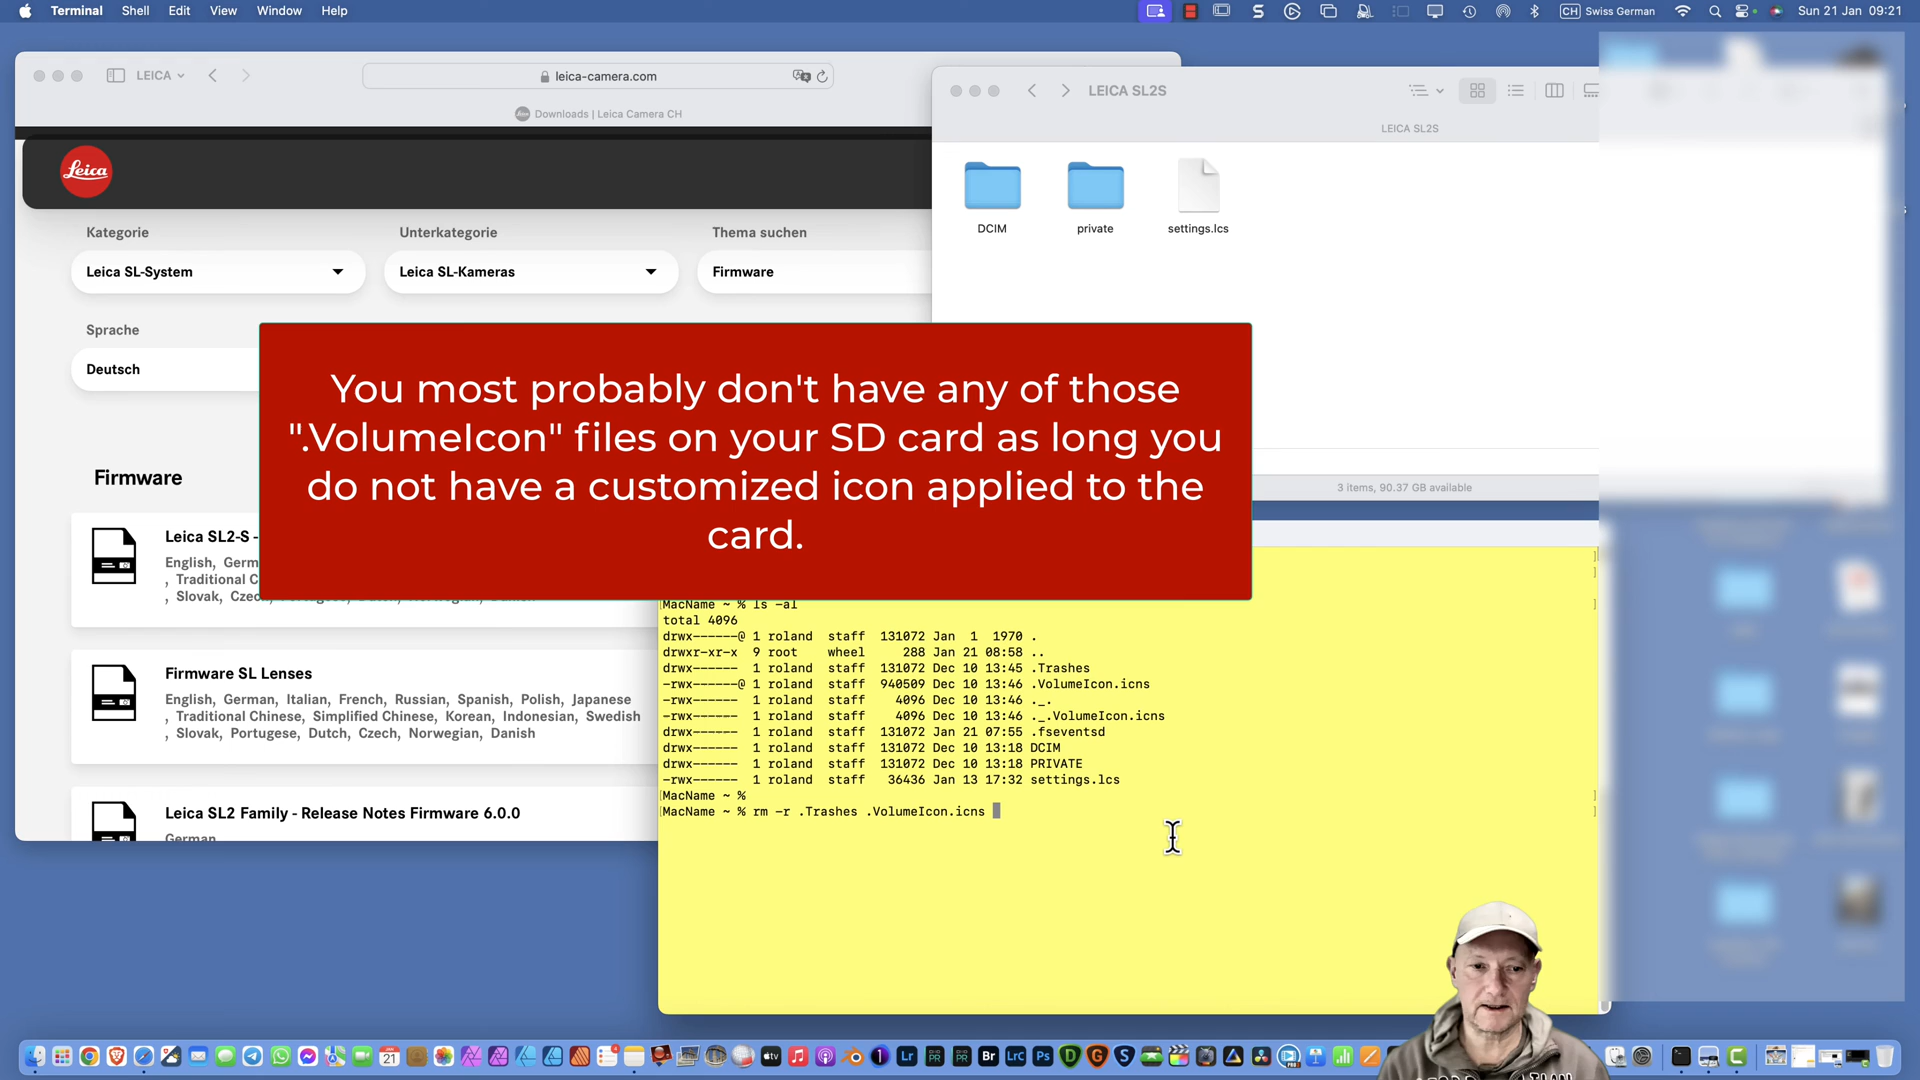 Terminal Shell Edit View Window Help
CH Swiss German
Sun 21 Jan 09:21
LEICA
leica-camera.com
Downloads | Leica Camera CH
Leica
Kategorie
Unterkategorie
Thema suchen
Leica SL-System
Leica SL-Kameras
Firmware
Sprache
Deutsch
Firmware
Leica SL2-S -
English, Germ
, Traditional C
, Slovak, Czec
Firmware SL Lenses
English, German, Italian, French, Russian, Spanish, Polish, Japanese
, Traditional Chinese, Simplified Chinese, Korean, Indonesian, Swedish
, Slovak, Portugese, Dutch, Czech, Norwegian, Danish
Leica SL2 Family - Release Notes Firmware 6.0.0
German
LEICA SL2S
LEICA SL2S
DCIM
private
settings.lcs
3 items, 90.37 GB available
You most probably don't have any of those
".VolumeIcon" files on your SD card as long you
do not have a customized icon applied to the
card.
[MacName ~ % ls -al
total 4096
drwx------@ 1 roland staff 131072 Jan 1 1970 .
drwxr-xr-x 9 root wheel 288 Jan 21 08:58 ..
drwx------ 1 roland staff 131072 Dec 10 13:45 .Trashes
-rwx------@ 1 roland staff 940509 Dec 10 13:46 .VolumeIcon.icns
-rwx------ 1 roland staff 4096 Dec 10 13:46 ._.
-rwx------ 1 roland staff 4096 Dec 10 13:46 ._.VolumeIcon.icns
drwx------ 1 roland staff 131072 Jan 21 07:55 .fseventsd
drwx------ 1 roland staff 131072 Dec 10 13:18 DCIM
drwx------ 1 roland staff 131072 Dec 10 13:18 PRIVATE
-rwx------ 1 roland staff 36436 Jan 13 17:32 settings.lcs
[MacName ~ %
[MacName ~ % rm -r .Trashes .VolumeIcon.icns
21
tv
Lr
Br
LrC
Ps
PRO